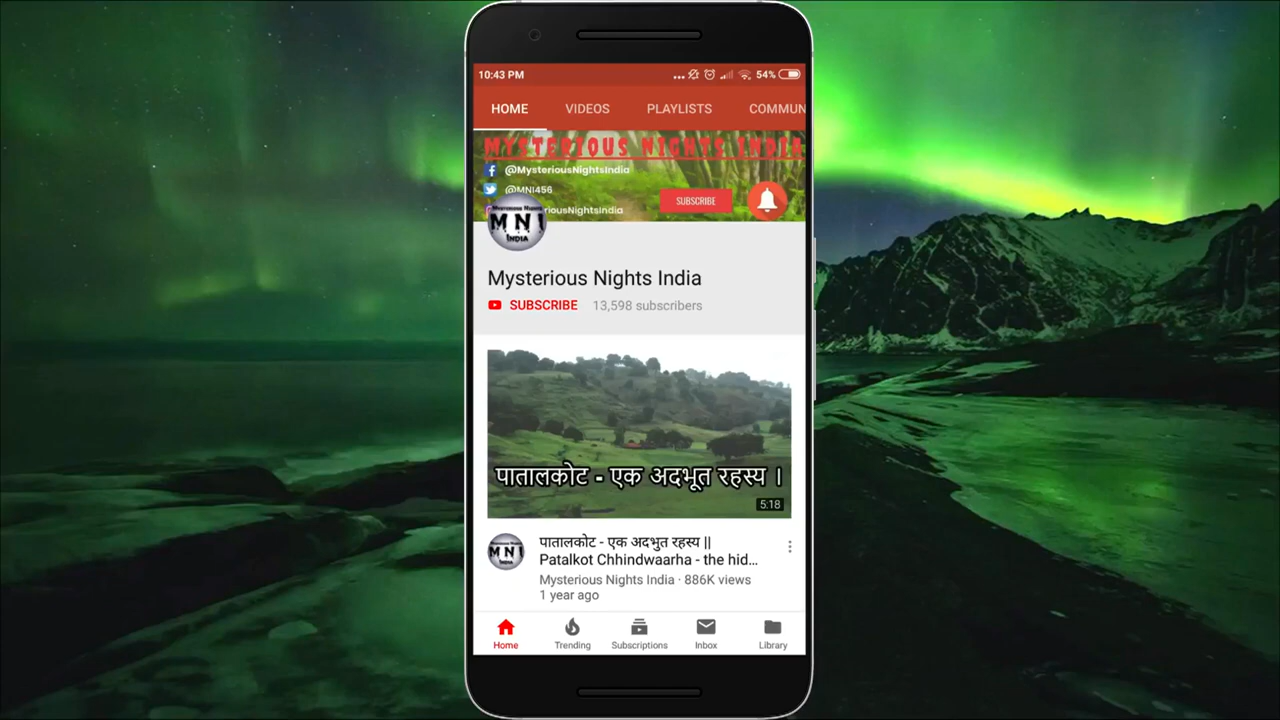 10:43 PM
54%
HOME VIDEOS PLAYLISTS COMMUN
MYSTERIOUS NIGHTS INDIA
@MysteriousNightsIndia
@MNI456
riousNightsIndia
SUBSCRIBE
MNI
INDIA
Mysterious Nights India
SUBSCRIBE 13,598 subscribers
पातालकोट - एक अदभूत रहस्य ।
5:18
MNI
पातालकोट - एक अदभुत रहस्य ||
Patalkot Chhindwaarha - the hid...
Mysterious Nights India · 886K views
1 year ago
Home Trending Subscriptions Inbox Library